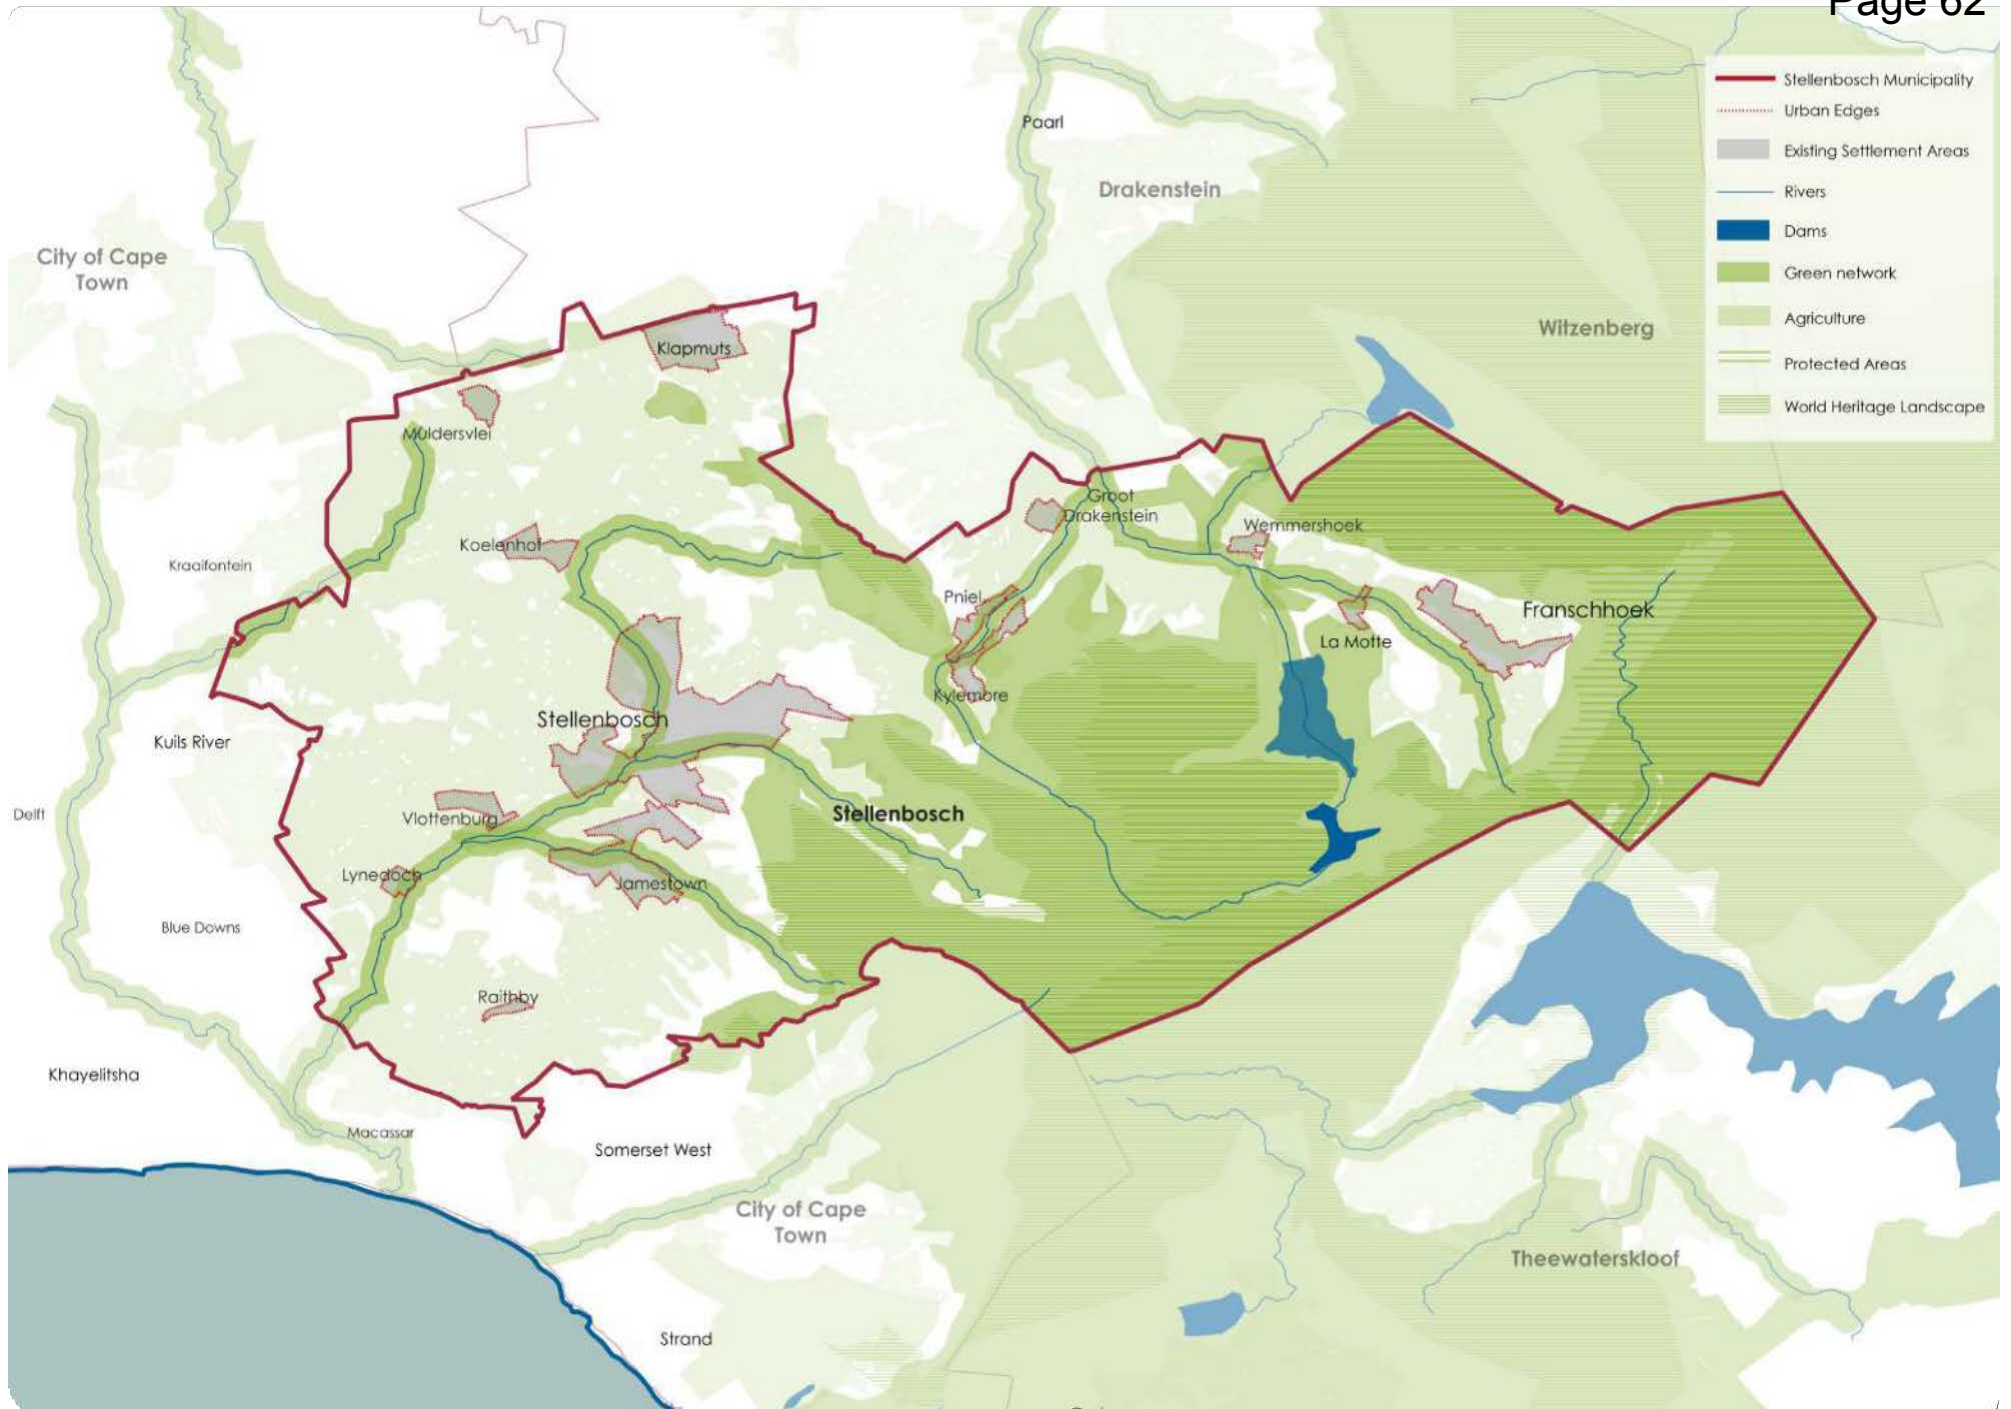 Page 62
Stellenbosch Municipality
Urban Edges
Existing Settlement Areas
Rivers
Dams
Green network
Agriculture
Protected Areas
World Heritage Landscape
Paarl
Drakenstein
City of Cape
Town
Witzenberg
Klapmuts
Muldersvlei
Groot
Drakenstein
Wemmershoek
Koelenhof
Kraaifontein
Pniel
Franschhoek
La Motte
Kylemore
Stellenbosch
Kuils River
Stellenbosch
Delft
Vlottenburg
Lynedoch
Jamestown
Blue Downs
Raithby
Khayelitsha
Macassar
Somerset West
City of Cape
Town
Theewaterskloof
Strand